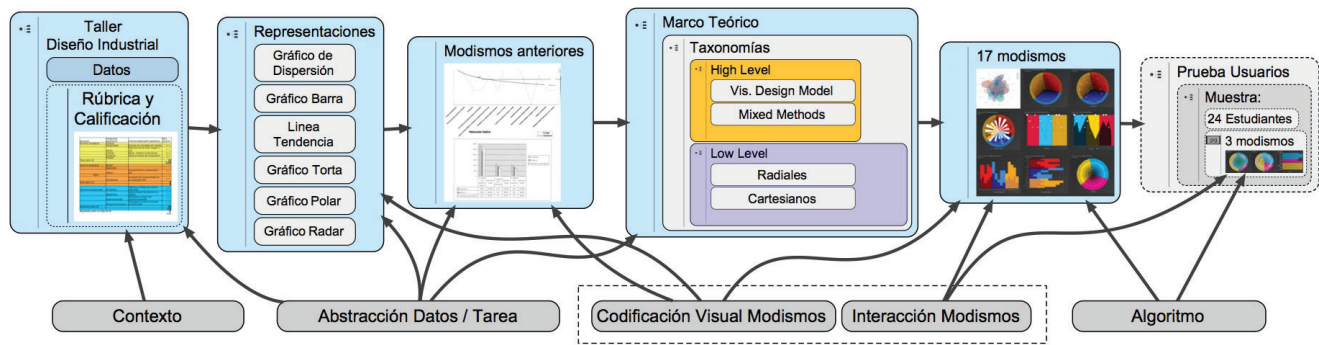 Taller
Diseño Industrial
Datos
Rúbrica y
Calificación
Representaciones
Gráfico de
Dispersión
Gráfico Barra
Linea
Tendencia
Gráfico Torta
Gráfico Polar
Gráfico Radar
Modismos anteriores
Marco Teórico
Taxonomías
High Level
Vis. Design Model
Mixed Methods
Low Level
Radiales
Cartesianos
17 modismos
Prueba Usuarios
Muestra:
24 Estudiantes
3 modismos
Contexto
Abstracción Datos / Tarea
Codificación Visual Modismos
Interacción Modismos
Algoritmo